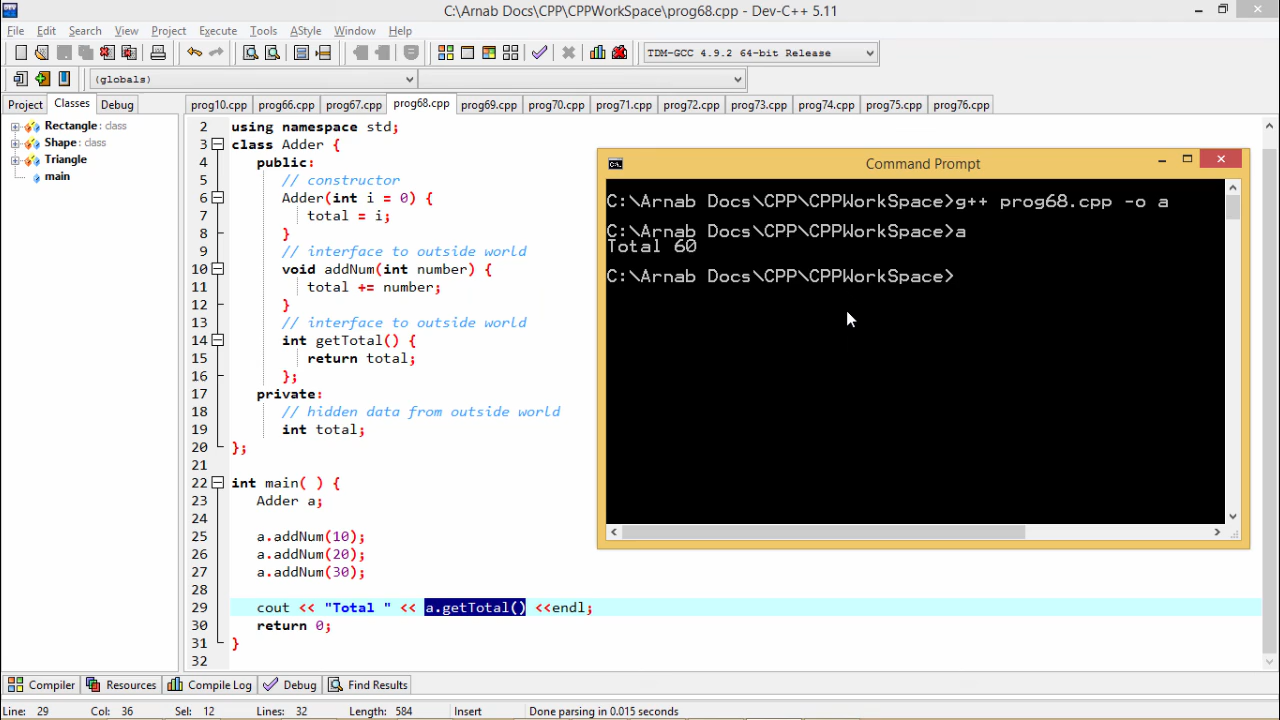 C:\Arnab Docs\CPP\CPPWorkSpace\prog68.cpp - Dev-C++ 5.11
File Edit Search View Project Execute Tools AStyle Window Help
TDM-GCC 4.9.2 64-bit Release
(globals)
Project Classes Debug
prog10.cpp prog66.cpp prog67.cpp prog68.cpp prog69.cpp prog70.cpp prog71.cpp prog72.cpp prog73.cpp prog74.cpp prog75.cpp prog76.cpp
Rectangle : class
Shape : class
Triangle
main
2 using namespace std;
3 class Adder {
4 public:
5 // constructor
6 Adder(int i = 0) {
7 total = i;
8 }
9 // interface to outside world
10 void addNum(int number) {
11 total += number;
12 }
13 // interface to outside world
14 int getTotal() {
15 return total;
16 };
17 private:
18 // hidden data from outside world
19 int total;
20 };
21
22 int main( ) {
23 Adder a;
24
25 a.addNum(10);
26 a.addNum(20);
27 a.addNum(30);
28
29 cout << "Total " << a.getTotal() <<endl;
30 return 0;
31 }
32
Command Prompt
C:\Arnab Docs\CPP\CPPWorkSpace>g++ prog68.cpp -o a
C:\Arnab Docs\CPP\CPPWorkSpace>a
Total 60
C:\Arnab Docs\CPP\CPPWorkSpace>
Compiler Resources Compile Log Debug Find Results
Line: 29 Col: 36 Sel: 12 Lines: 32 Length: 584 Insert Done parsing in 0.015 seconds